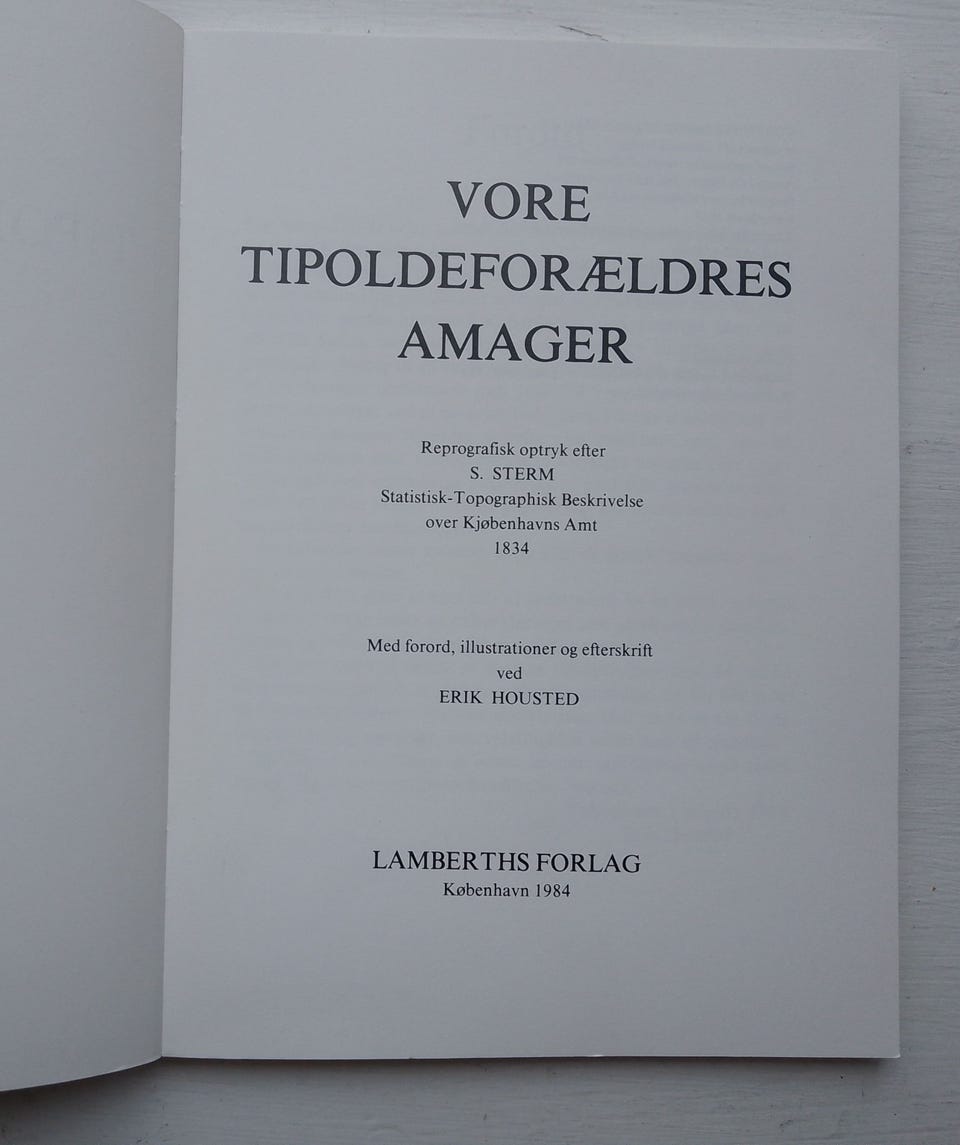 VORE
TIPOLDEFORÆLDRES
AMAGER
Reprografisk optryk efter
S. STERM
Statistisk-Topographisk Beskrivelse
over Kjøbenhavns Amt
1834
Med forord, illustrationer og efterskrift
ved
ERIK HOUSTED
LAMBERTHS FORLAG
København 1984